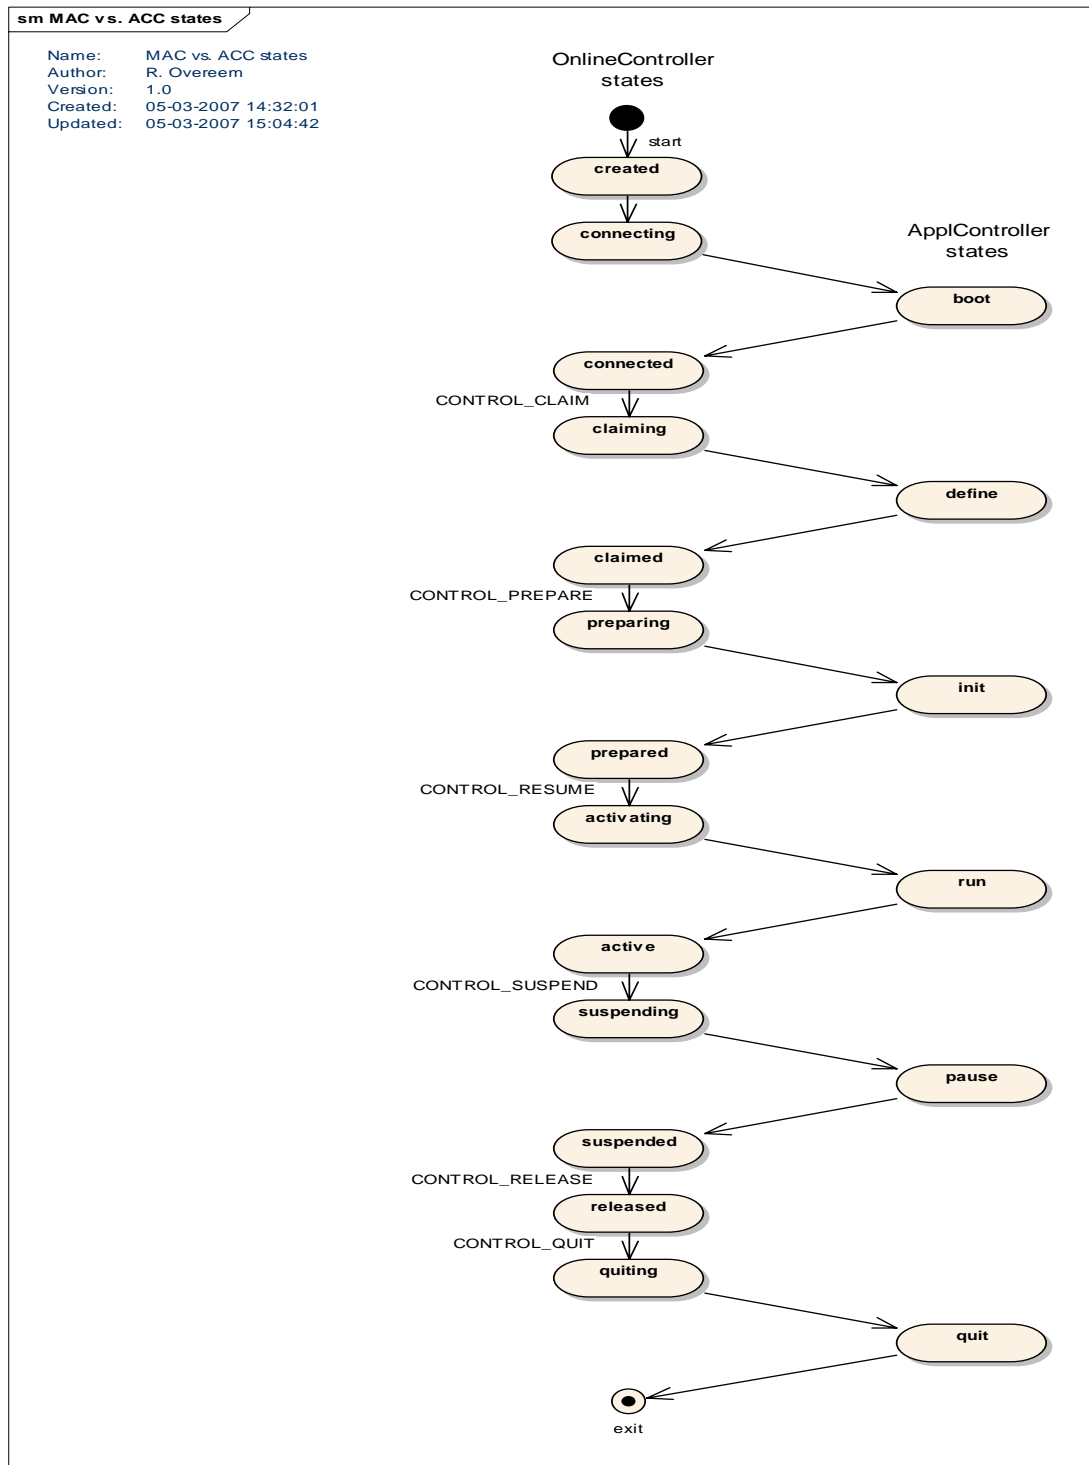 sm MAC vs. ACC states
Name: MAC vs. ACC states
Author: R. Overeem
Version: 1.0
Created: 05-03-2007 14:32:01
Updated: 05-03-2007 15:04:42
OnlineController
states
start
created
connecting
ApplController
states
boot
connected
CONTROL_CLAIM
claiming
define
claimed
CONTROL_PREPARE
preparing
init
prepared
CONTROL_RESUME
activating
run
active
CONTROL_SUSPEND
suspending
pause
suspended
CONTROL_RELEASE
released
CONTROL_QUIT
quiting
quit
exit